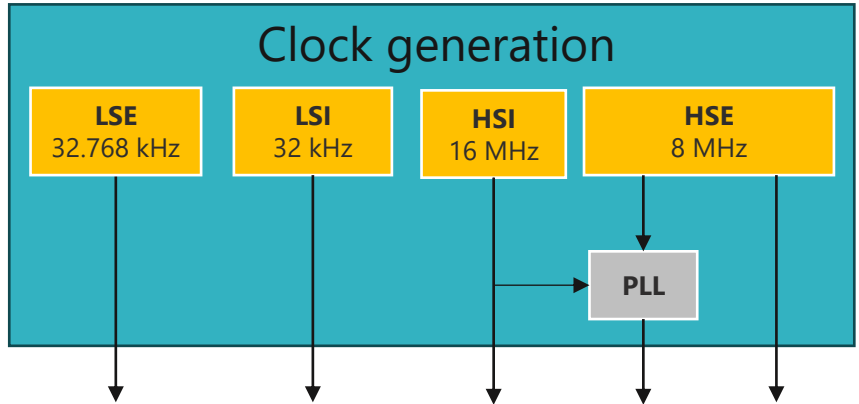 Clock generation
LSE
32.768 kHz
LSI
32 kHz
HSI
16 MHz
HSE
8 MHz
PLL